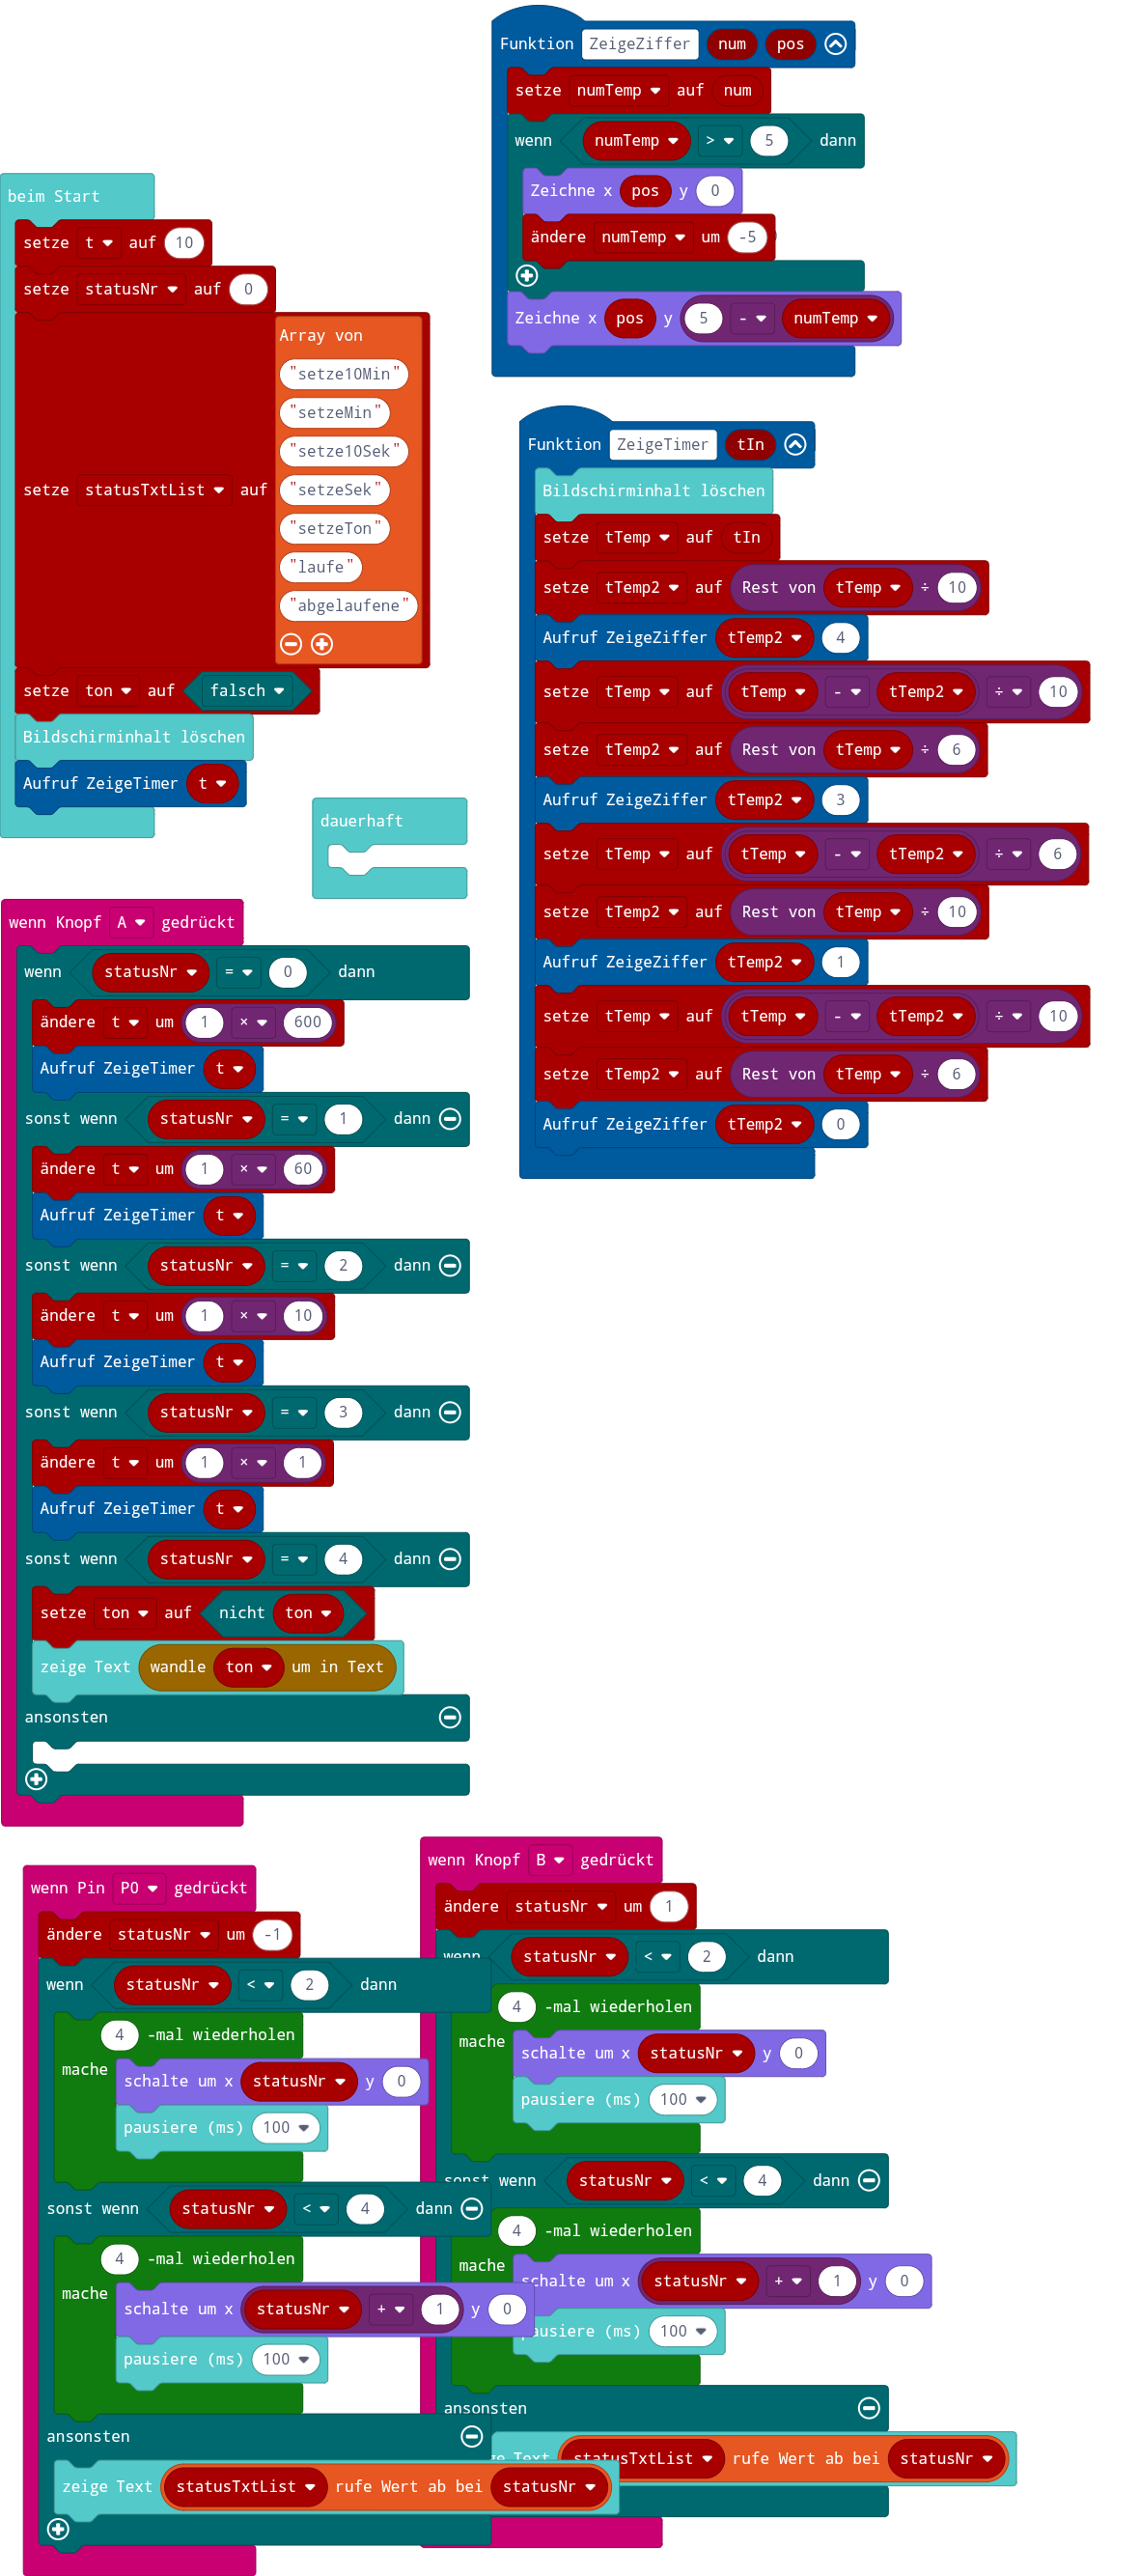 Funktion ZeigeZiffer num pos
setze numTemp auf num
wenn numTemp > 5 dann
Zeichne x pos y 0
ändere numTemp um -5
Zeichne x pos y 5 - numTemp
beim Start
setze t auf 10
setze statusNr auf 0
setze statusTxtList auf
Array von
"setze10Min"
"setzeMin"
"setze10Sek"
"setzeSek"
"setzeTon"
"laufe"
"abgelaufene"
setze ton auf falsch
Bildschirminhalt löschen
Aufruf ZeigeTimer t
Funktion ZeigeTimer tIn
Bildschirminhalt löschen
setze tTemp auf tIn
setze tTemp2 auf Rest von tTemp ÷ 10
Aufruf ZeigeZiffer tTemp2 4
setze tTemp auf tTemp - tTemp2 ÷ 10
setze tTemp2 auf Rest von tTemp ÷ 6
Aufruf ZeigeZiffer tTemp2 3
setze tTemp auf tTemp - tTemp2 ÷ 6
setze tTemp2 auf Rest von tTemp ÷ 10
Aufruf ZeigeZiffer tTemp2 1
setze tTemp auf tTemp - tTemp2 ÷ 10
setze tTemp2 auf Rest von tTemp ÷ 6
Aufruf ZeigeZiffer tTemp2 0
dauerhaft
wenn Knopf A gedrückt
wenn statusNr = 0 dann
ändere t um 1 × 600
Aufruf ZeigeTimer t
sonst wenn statusNr = 1 dann
ändere t um 1 × 60
Aufruf ZeigeTimer t
sonst wenn statusNr = 2 dann
ändere t um 1 × 10
Aufruf ZeigeTimer t
sonst wenn statusNr = 3 dann
ändere t um 1 × 1
Aufruf ZeigeTimer t
sonst wenn statusNr = 4 dann
setze ton auf nicht ton
zeige Text wandle ton um in Text
ansonsten
wenn Pin P0 gedrückt
ändere statusNr um -1
wenn statusNr < 2 dann
4 -mal wiederholen
mache
schalte um x statusNr y 0
pausiere (ms) 100
sonst wenn statusNr < 4 dann
4 -mal wiederholen
mache
schalte um x statusNr + 1 y 0
pausiere (ms) 100
ansonsten
zeige Text statusTxtList rufe Wert ab bei statusNr
wenn Knopf B gedrückt
ändere statusNr um 1
wenn statusNr < 2 dann
4 -mal wiederholen
mache
schalte um x statusNr y 0
pausiere (ms) 100
sonst wenn statusNr < 4 dann
4 -mal wiederholen
mache
schalte um x statusNr + 1 y 0
pausiere (ms) 100
ansonsten
Text statusTxtList rufe Wert ab bei statusNr